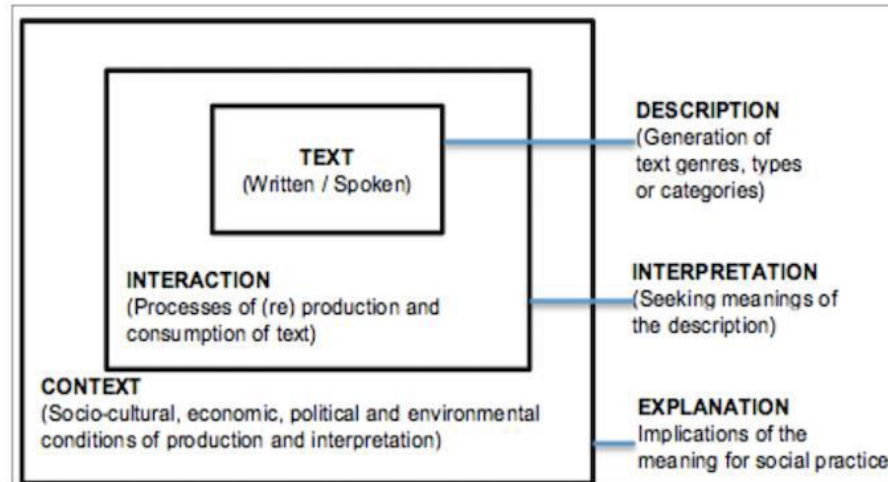 TEXT
(Written / Spoken)
INTERACTION
(Processes of (re) production and
consumption of text)
CONTEXT
(Socio-cultural, economic, political and environmental
conditions of production and interpretation)
DESCRIPTION
(Generation of
text genres, types
or categories)
INTERPRETATION
(Seeking meanings of
the description)
EXPLANATION
Implications of the
meaning for social practice